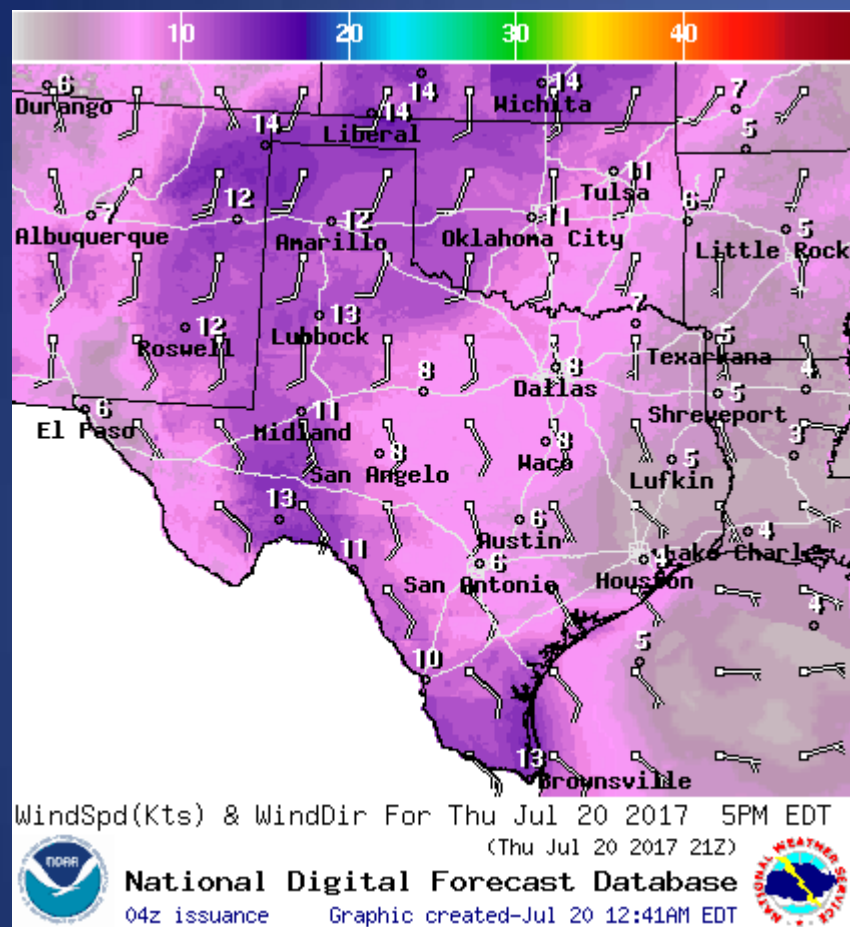 10 20 30 40
6 14 14 7
Durango Wichita
14 14 5
Liberal
11
Tulsa
7 12 12 11 6 5
Albuquerque Amarillo Oklahoma City Little Rock
12 13 7
Roswell Lubbock 5
Texarkana
8 8
Dallas 5 4
6 11 Shreveport
El Paso Midland
8 8 3
San Angelo Waco 5
Lufkin
13 6 4
Austin Lake Charles
11 6
San Antonio Houston
4
5
10
13
Brownsville
WindSpd(Kts) & WindDir For Thu Jul 20 2017 5PM EDT
(Thu Jul 20 2017 21Z)
National Digital Forecast Database
04z issuance Graphic created-Jul 20 12:41AM EDT
NOAA
NATIONAL WEATHER SERVICE